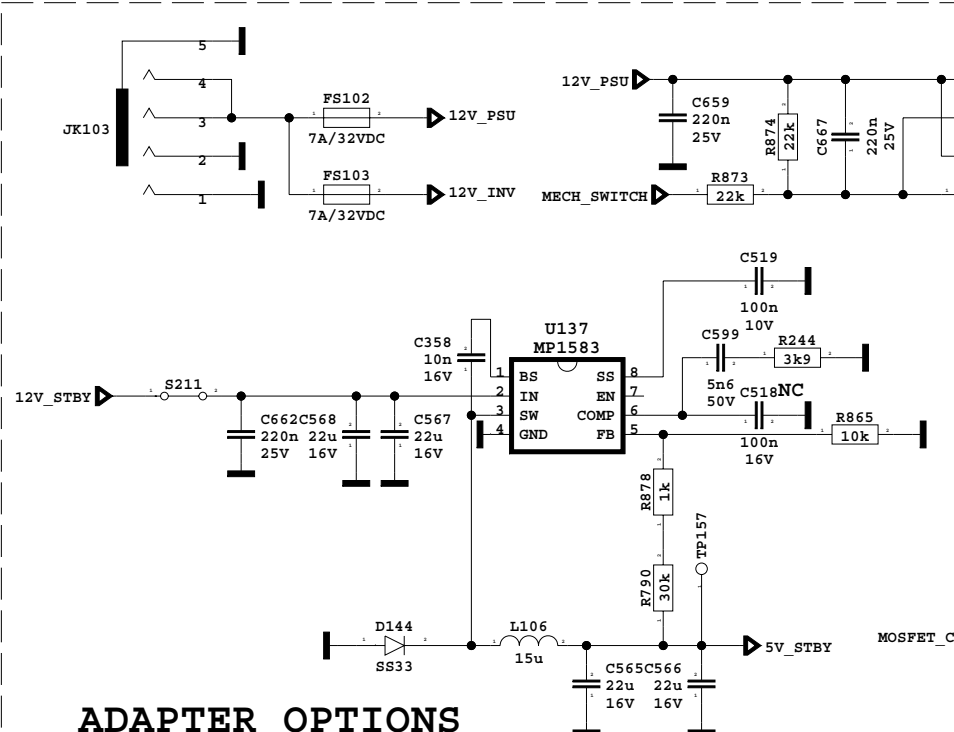 5
4
3
2
1
JK103
FS102
1 2
7A/32VDC
12V_PSU
FS103
1 2
7A/32VDC
12V_INV
12V_PSU
C659
220n
25V
R874
22k
C667
220n
25V
MECH_SWITCH
R873
22k
12V_STBY
S211
C662
220n
25V
C568
22u
16V
C567
22u
16V
C358
10n
16V
U137
MP1583
1 BS
2 IN
3 SW
4 GND
SS 8
EN 7
COMP 6
FB 5
C519
100n
10V
C599
5n6
50V
R244
3k9
C518
NC
100n
16V
R865
10k
R878
1k
R790
30k
TP157
D144
SS33
L106
15u
5V_STBY
C565
22u
16V
C566
22u
16V
MOSFET_C
ADAPTER OPTIONS